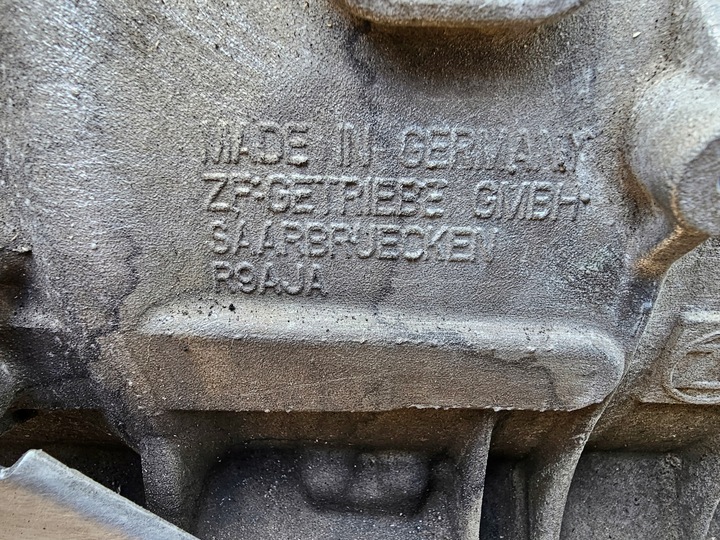 MADE IN GERMANY
ZF-GETRIEBE GMBH
SAARBRUECKEN
R9AJA